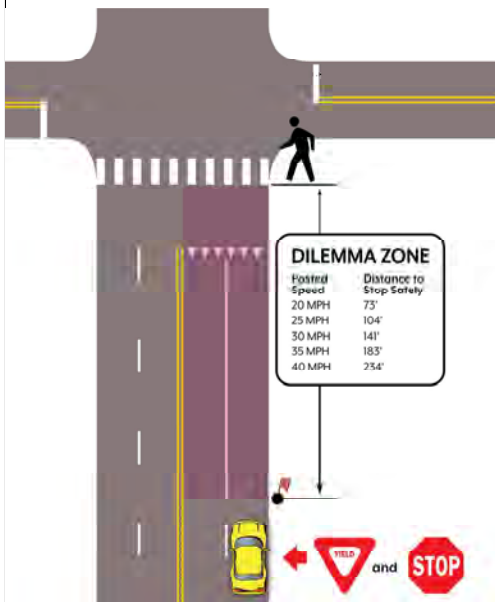 DILEMMA ZONE
Posted Distance to
Speed Stop Safely
20 MPH 73'
25 MPH 104'
30 MPH 141'
35 MPH 183'
40 MPH 234'
YIELD and STOP